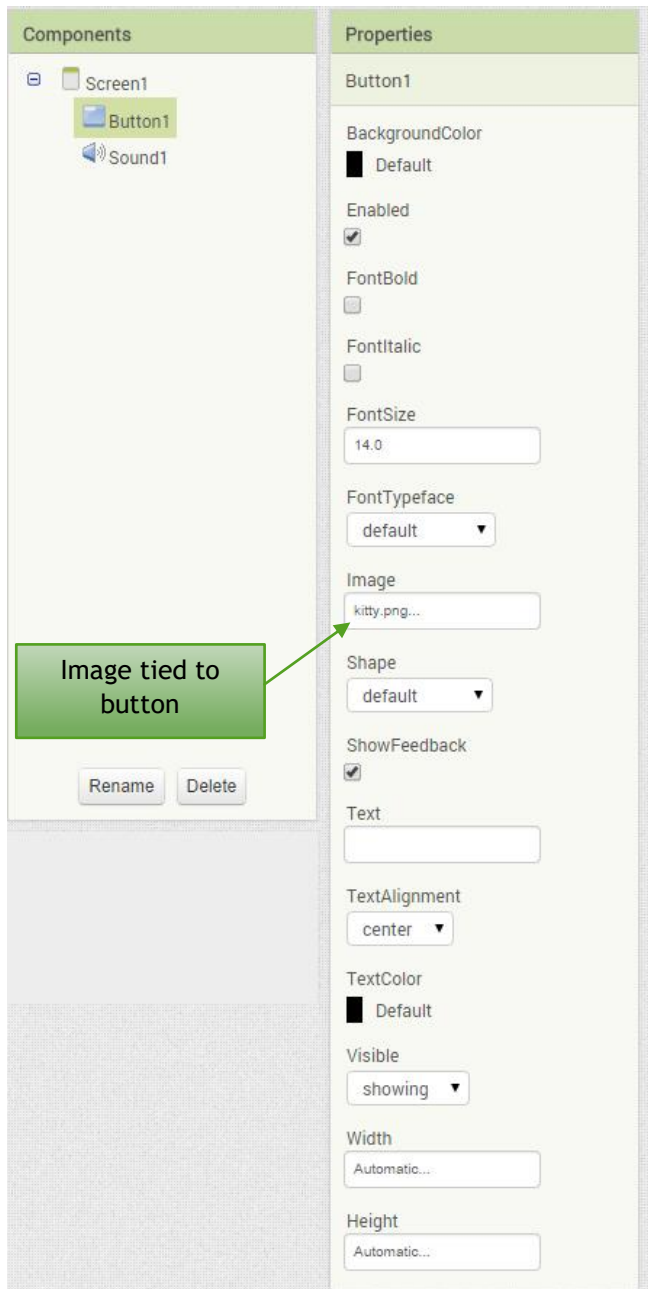 Components
Screen1
Button1
Sound1
Image tied to
button
Rename Delete
Properties
Button1
BackgroundColor
Default
Enabled
FontBold
FontItalic
FontSize
14.0
FontTypeface
default
Image
kitty.png...
Shape
default
ShowFeedback
Text
TextAlignment
center
TextColor
Default
Visible
showing
Width
Automatic...
Height
Automatic...